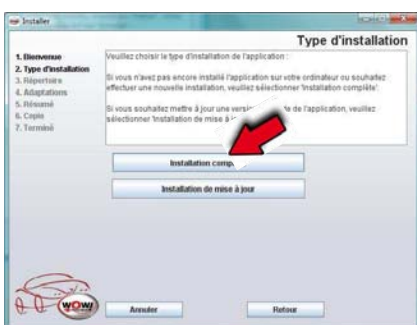 Installer
Type d'installation
1. Bienvenue
2. Type d'installation
3. Répertoire
4. Adaptations
5. Résumé
6. Copie
7. Terminé
Veuillez choisir le type d'installation de l'application :
Si vous n'avez pas encore installé l'application sur votre ordinateur ou souhaitez
effectuer une nouvelle installation, veuillez sélectionner 'Installation complète'.
Si vous souhaitez mettre à jour une de l'application, veuillez
sélectionner 'Installation de mise à
Installation
Installation de mise à jour
WOW!
Annuler
Retour